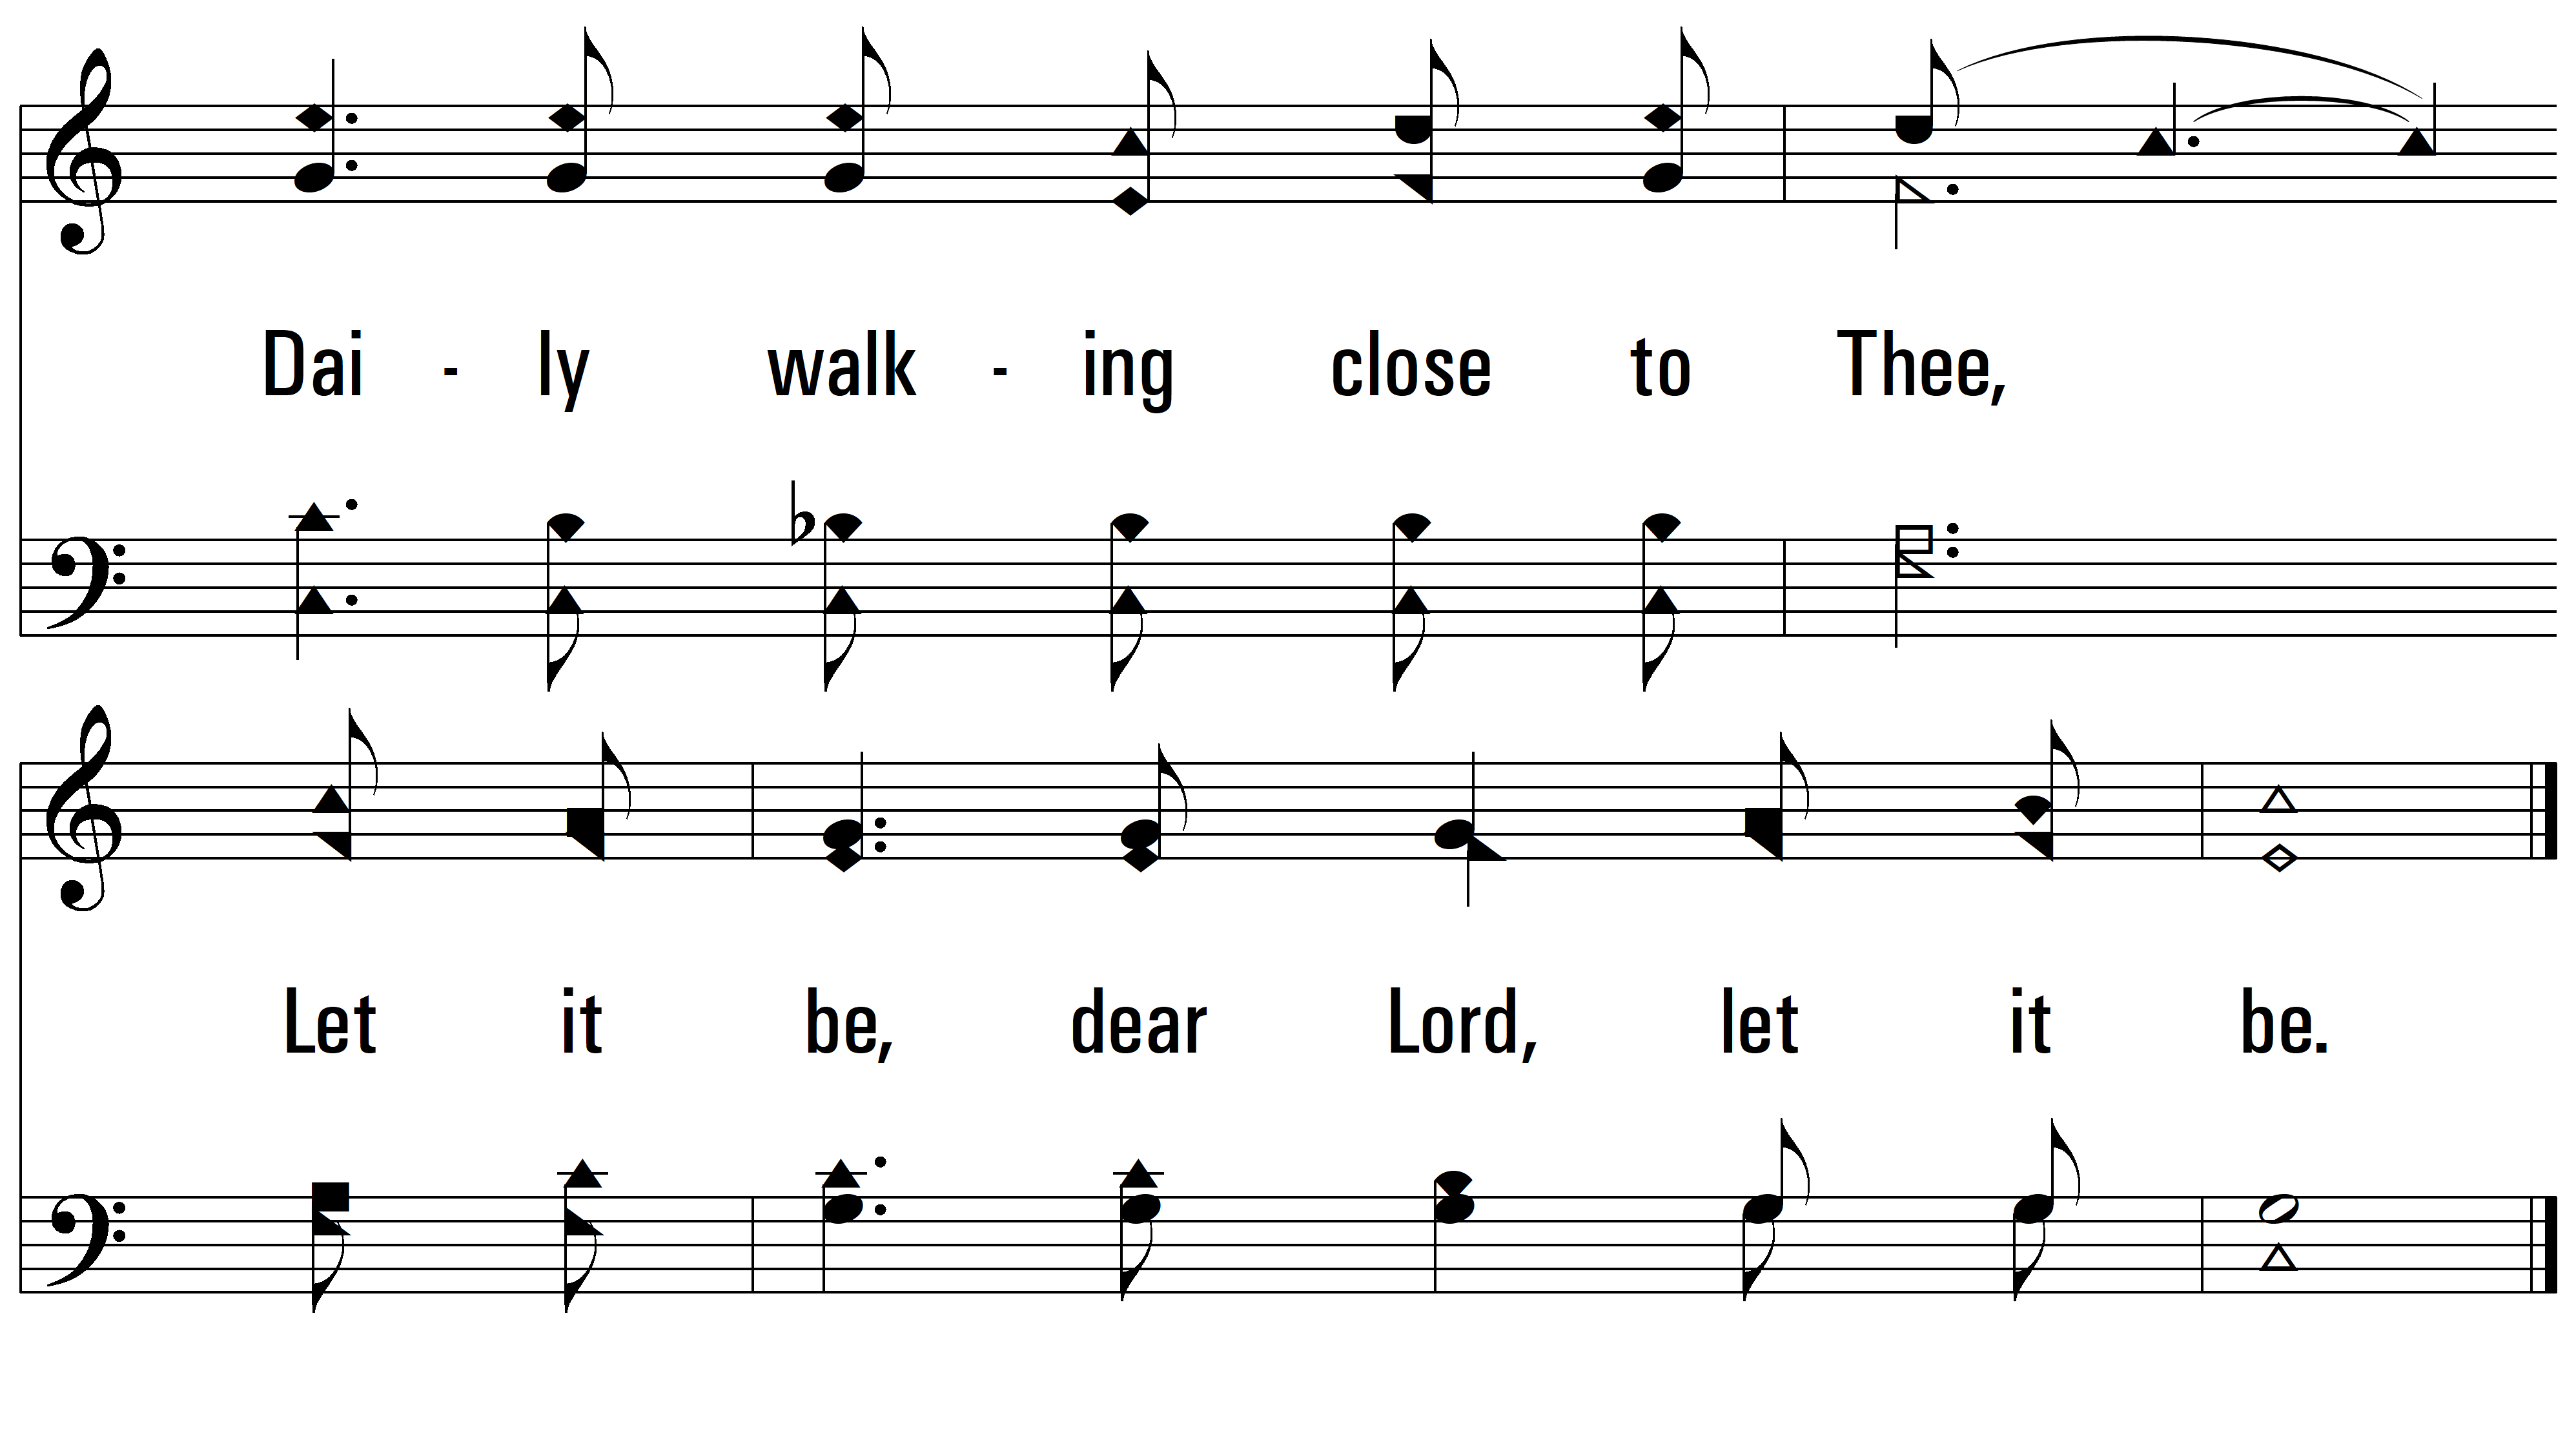 Dai - ly walk - ing close to Thee,
Let it be, dear Lord, let it be.